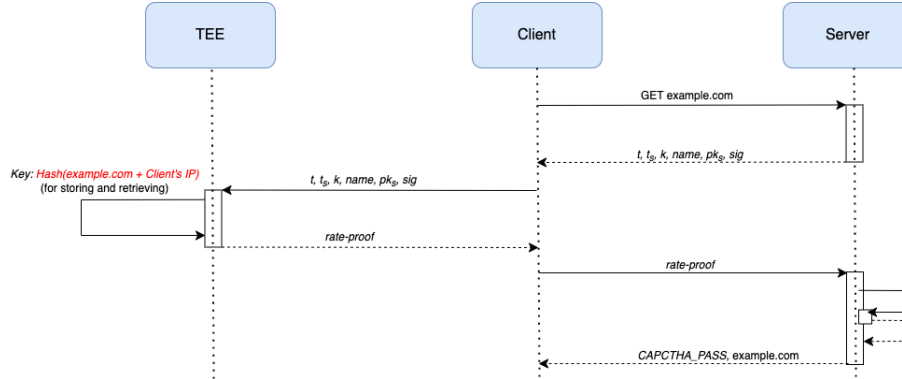 TEE
Client
Server
GET example.com
t, ts, k, name, pks, sig
Key: Hash(example.com + Client's IP)
(for storing and retrieving)
t, ts, k, name, pks, sig
rate-proof
rate-proof
CAPCTHA_PASS, example.com